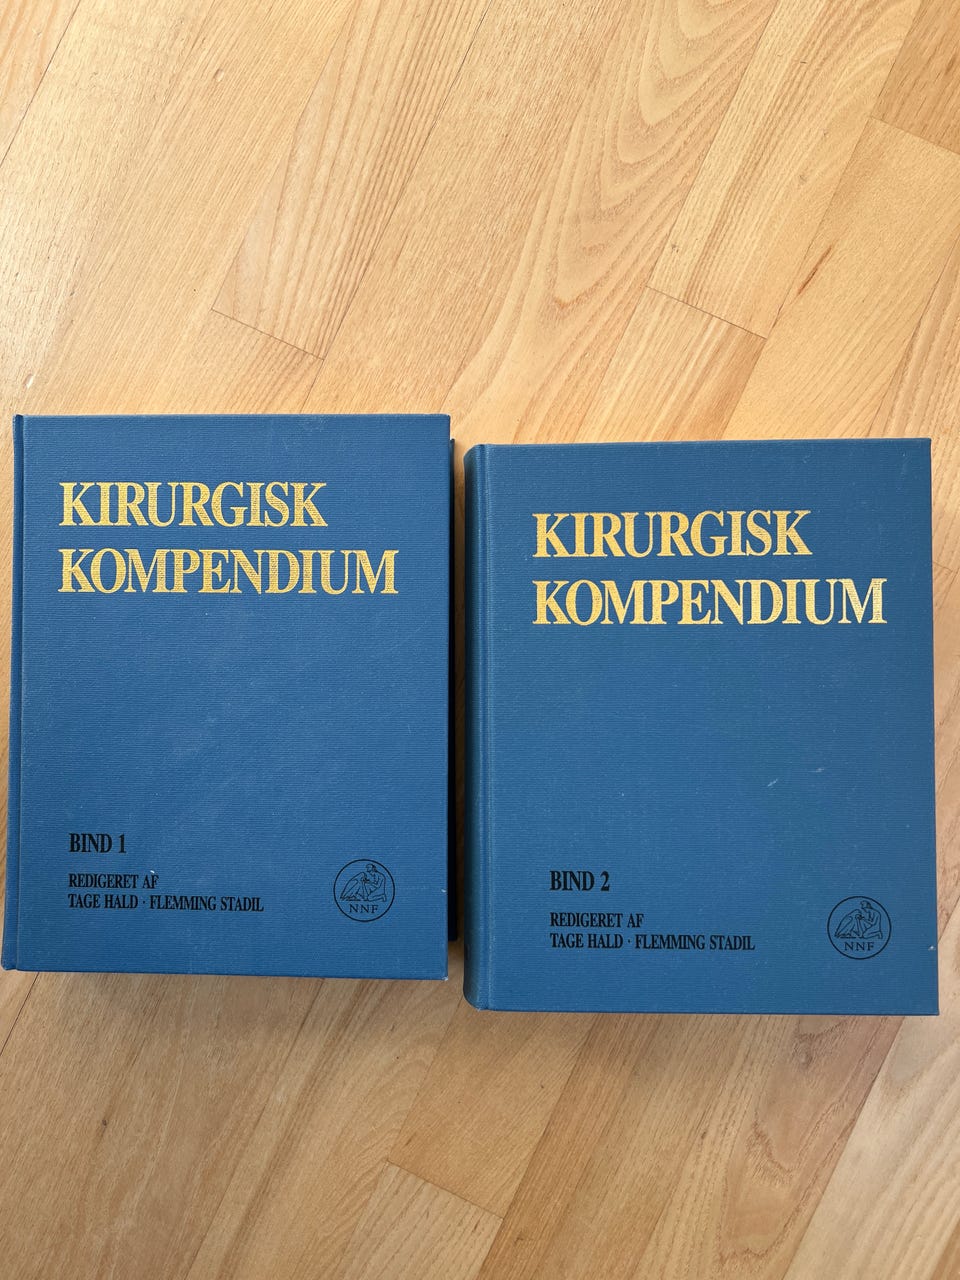 KIRURGISK
KOMPENDIUM
BIND 1
REDIGERET AF
TAGE HALD · FLEMMING STADIL
NNF
KIRURGISK
KOMPENDIUM
BIND 2
REDIGERET AF
TAGE HALD · FLEMMING STADIL
NNF